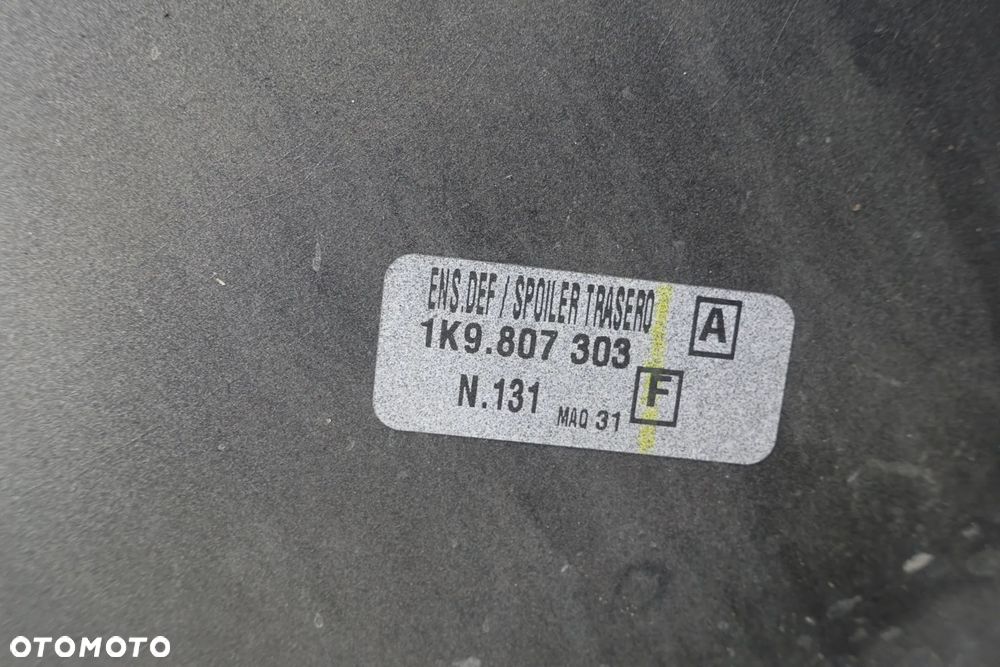 ENS.DEF / SPOILER TRASERO
A
1K9.807 303
N.131 MAQ 31 F
OTOMOTO